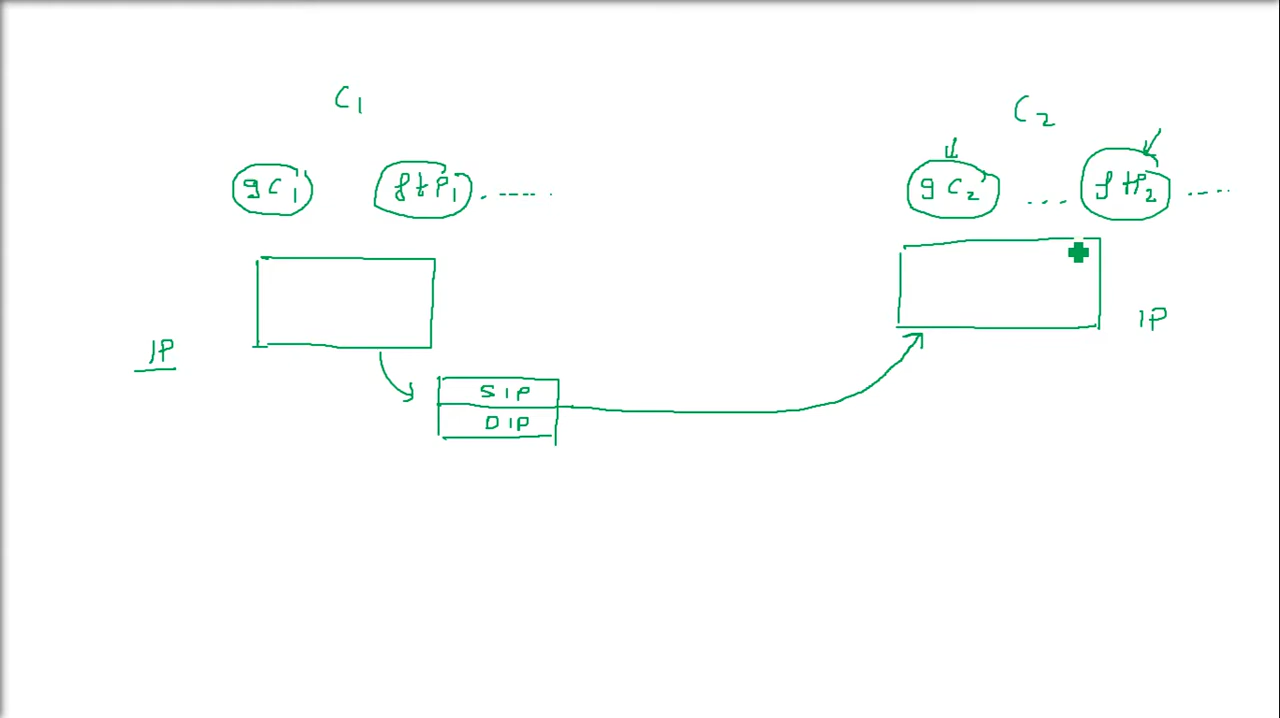 C1
C2
gC1 ftP1 . ----- .
gC2 ... ftP2 ----..
IP
IP
SIP
DIP